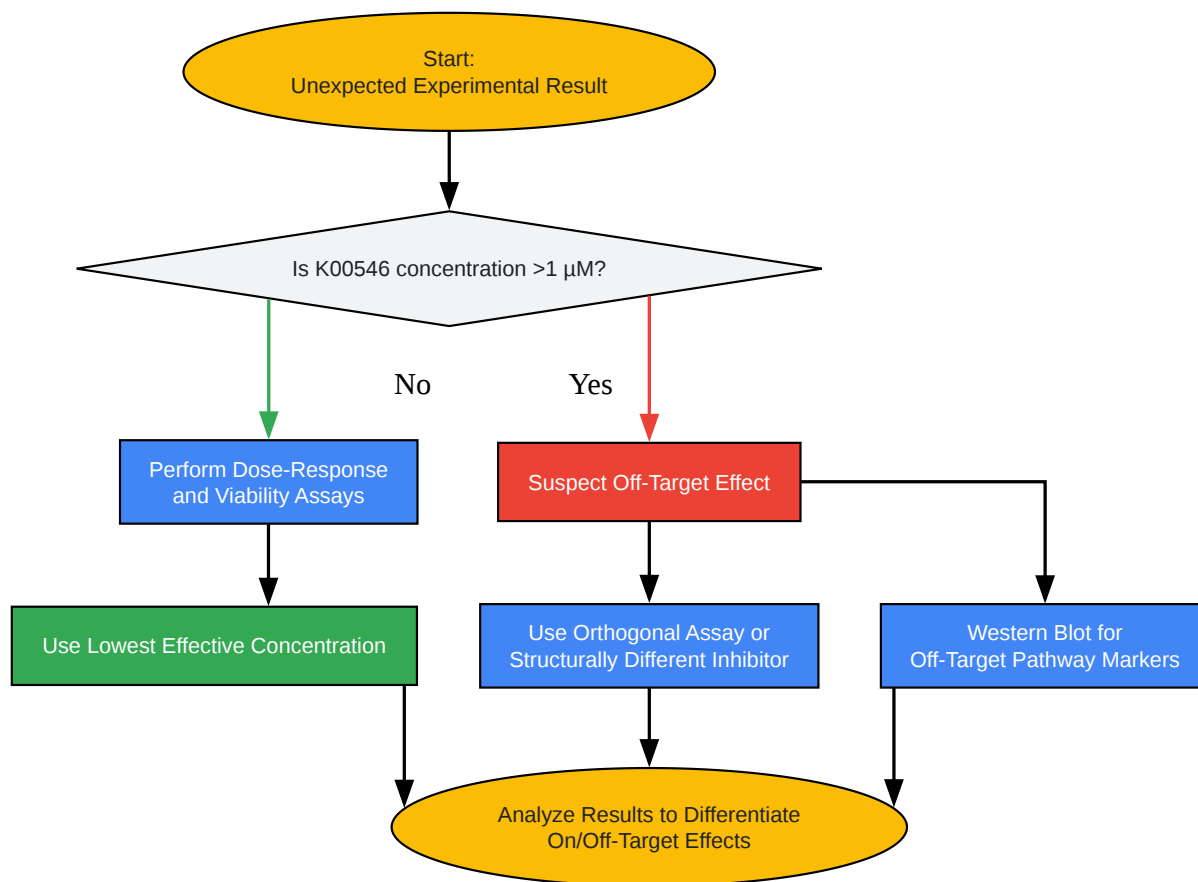 Start:
Unexpected Experimental Result
Is K00546 concentration >1 µM?
No
Yes
Perform Dose-Response
and Viability Assays
Suspect Off-Target Effect
Use Lowest Effective Concentration
Use Orthogonal Assay or
Structurally Different Inhibitor
Western Blot for
Off-Target Pathway Markers
Analyze Results to Differentiate
On/Off-Target Effects